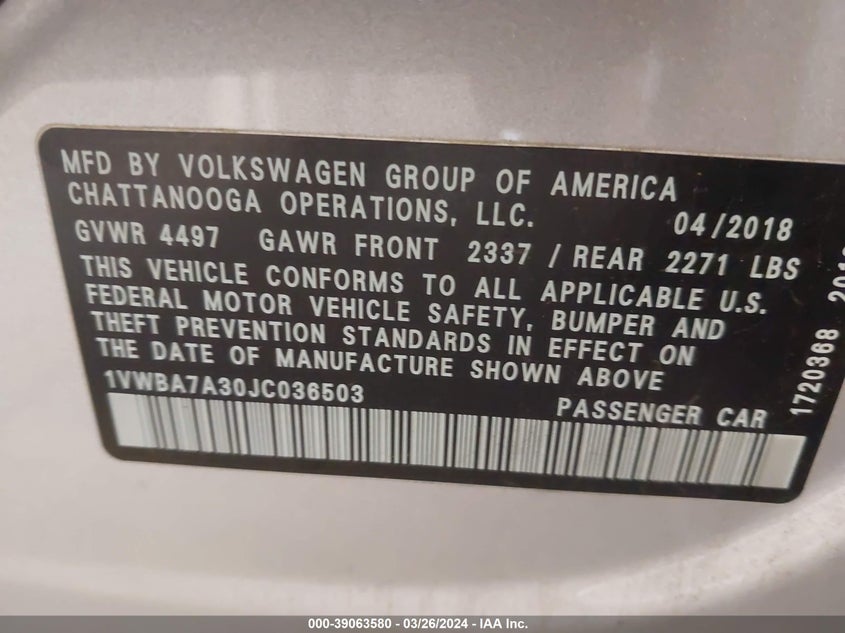 MFD BY VOLKSWAGEN GROUP OF AMERICA
CHATTANOOGA OPERATIONS, LLC. 04/2018
GVWR 4497 GAWR FRONT 2337 / REAR 2271 LBS
THIS VEHICLE CONFORMS TO ALL APPLICABLE U.S.
FEDERAL MOTOR VEHICLE SAFETY, BUMPER AND
THEFT PREVENTION STANDARDS IN EFFECT ON
THE DATE OF MANUFACTURE SHOWN ABOVE
1VWBA7A30JC036503 PASSENGER CAR
1720368
000-39063580 - 03/26/2024 - IAA Inc.